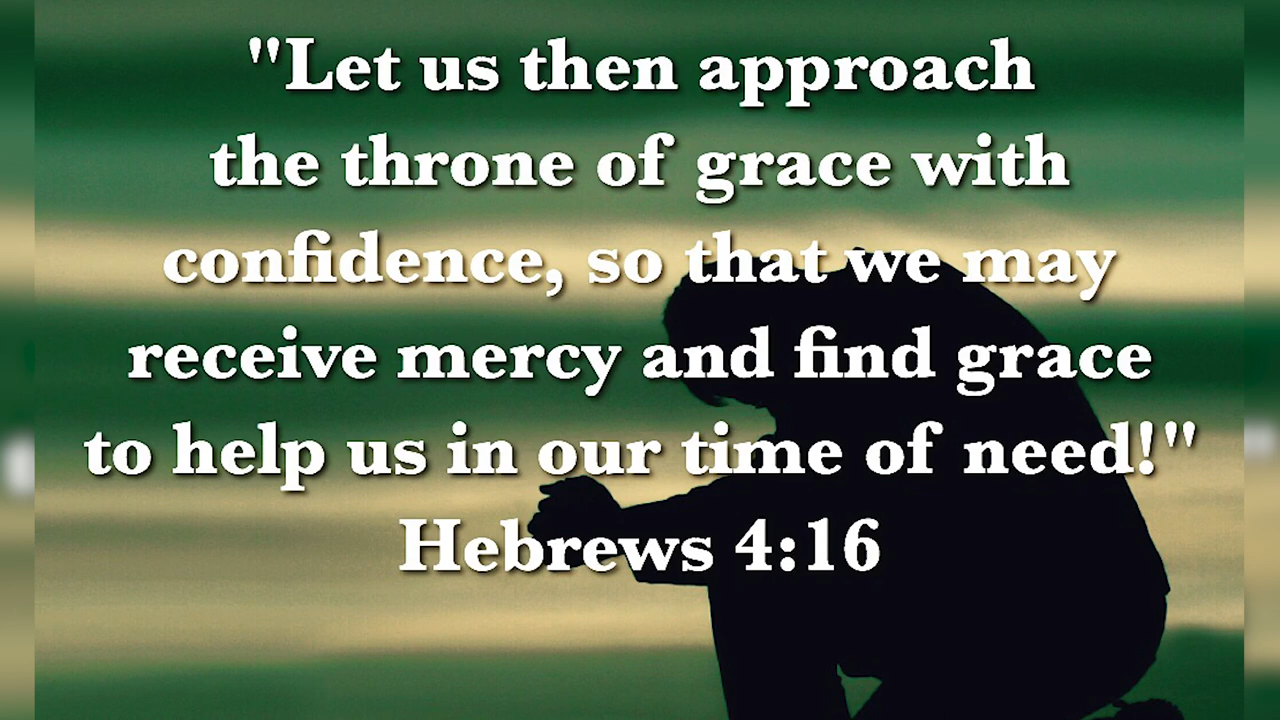 "Let us then approach
the throne of grace with
confidence, so that we may
receive mercy and find grace
to help us in our time of need!"
Hebrews 4:16